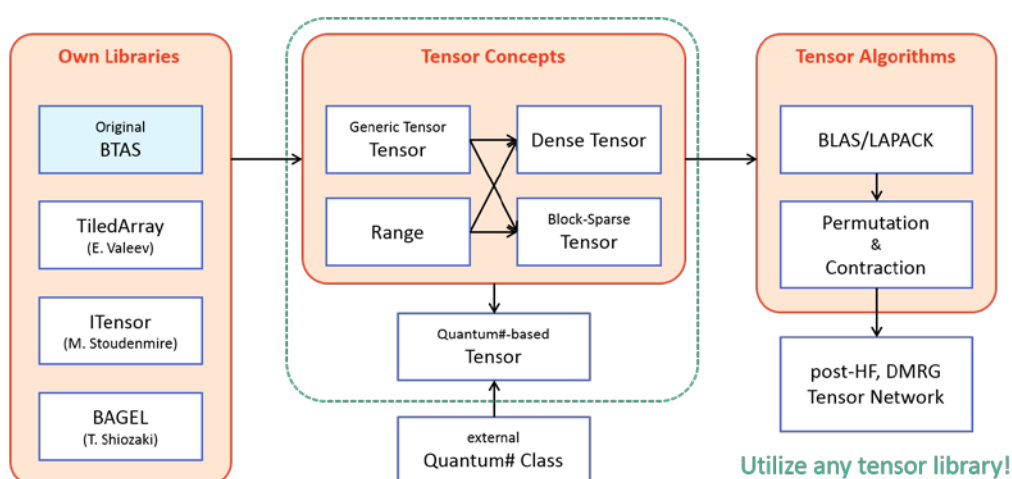 Own Libraries
Original
BTAS
TiledArray
(E. Valeev)
ITensor
(M. Stoudenmire)
BAGEL
(T. Shiozaki)
Tensor Concepts
Generic Tensor
Tensor
Dense Tensor
Range
Block-Sparse
Tensor
Quantum#-based
Tensor
external
Quantum# Class
Tensor Algorithms
BLAS/LAPACK
Permutation
&
Contraction
post-HF, DMRG
Tensor Network
Utilize any tensor library!